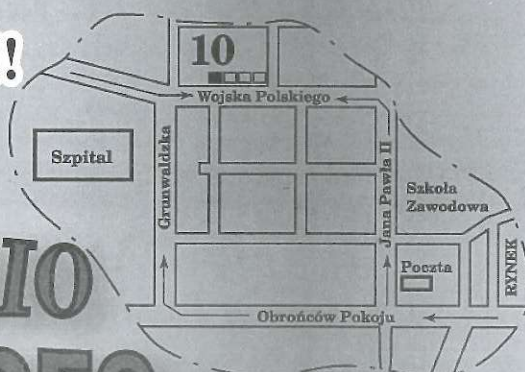 !
10
Wojska Polskiego
Szpital
Grunwaldzka
Jana Pawła II
Szkoła
Zawodowa
Poczta
RYNEK
IO
Obrońców Pokoju